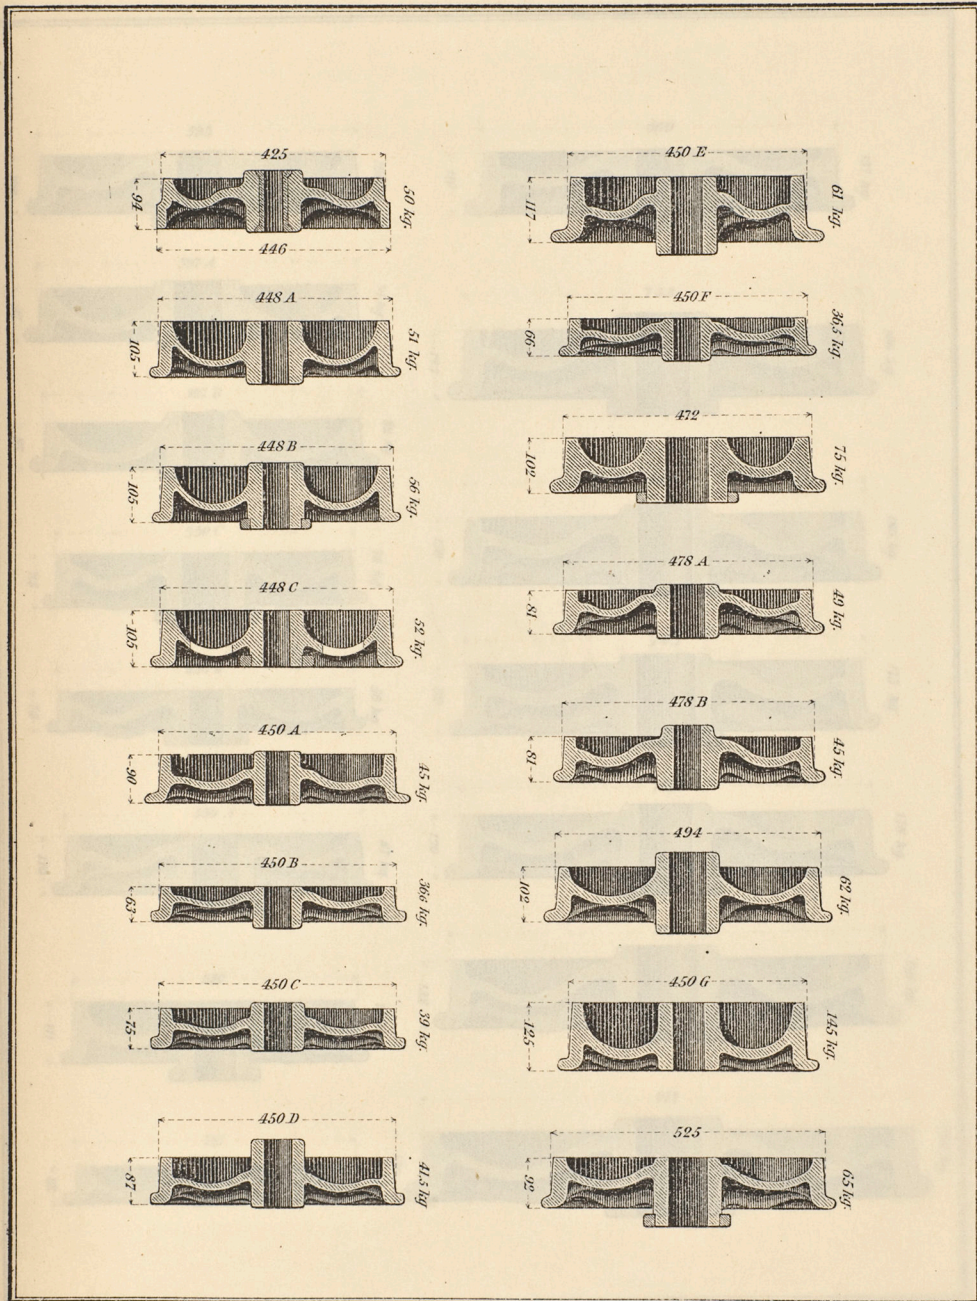 425
94
50 kg.
446
448 A
105
51 kg.
448 B
105
56 kg.
448 C
105
52 kg.
450 A
90
45 kg.
450 B
63
36,6 kg.
450 C
75
39 kg.
450 D
87
41.5 kg
450 E
117
61 kg.
450 F
66
36.5 kg.
472
102
75 kg.
478 A
81
49 kg.
478 B
81
45 kg.
494
102
62 kg.
450 G
125
145 kg.
525
92
65 kg.